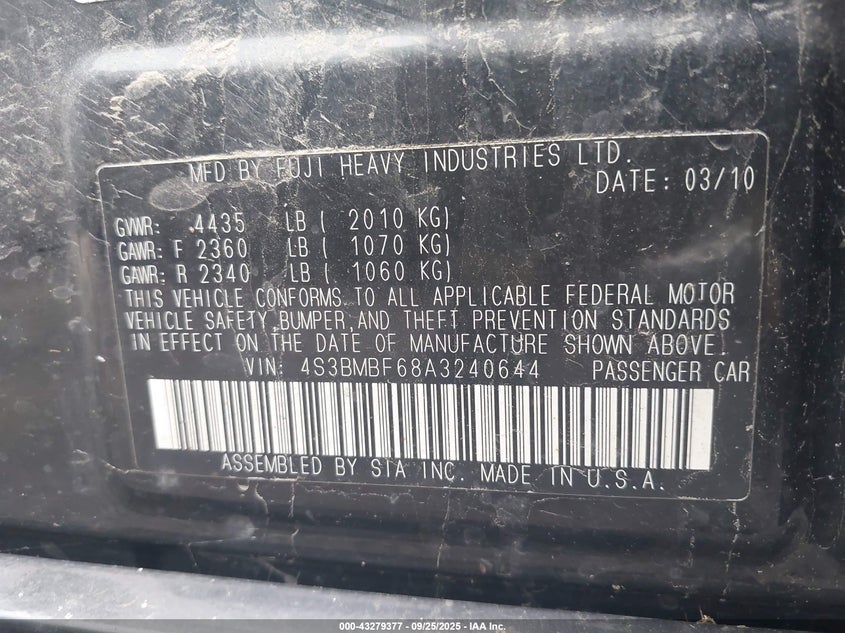 MFD BY FUJI HEAVY INDUSTRIES LTD.
DATE: 03/10
GVWR: 4435 LB ( 2010 KG)
GAWR: F 2360 LB ( 1070 KG)
GAWR: R 2340 LB ( 1060 KG)
THIS VEHICLE CONFORMS TO ALL APPLICABLE FEDERAL MOTOR
VEHICLE SAFETY,BUMPER,AND THEFT PREVENTION STANDARDS
IN EFFECT ON THE DATE OF MANUFACTURE SHOWN ABOVE.
VIN: 4S3BMBF68A3240644 PASSENGER CAR
ASSEMBLED BY SIA INC. MADE IN U.S.A.
000-43279377 - 09/25/2025 - IAA Inc.